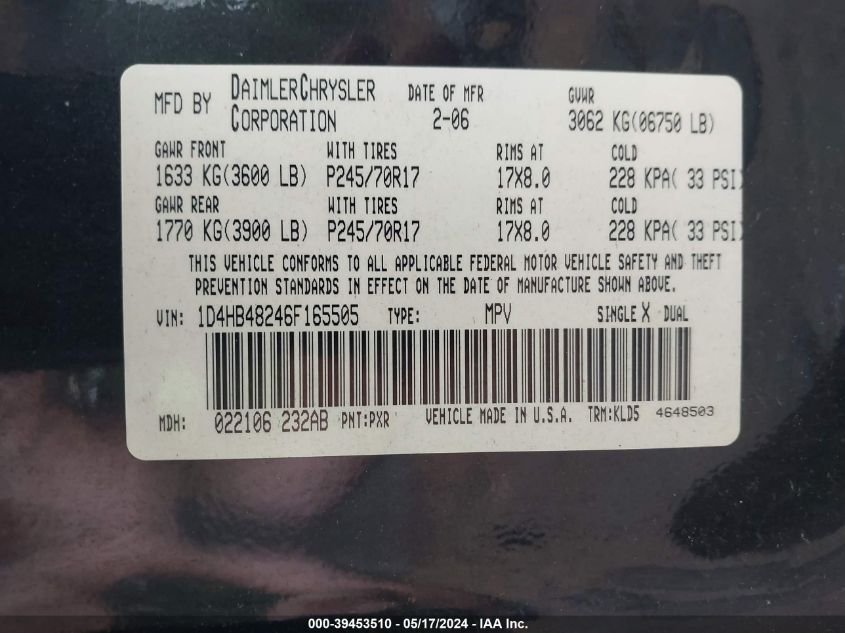 MFD BY DAIMLERCHRYSLER CORPORATION DATE OF MFR 2-06 GVWR 3062 KG(06750 LB)
GAWR FRONT WITH TIRES RIMS AT COLD
1633 KG(3600 LB) P245/70R17 17X8.0 228 KPA( 33 PSI)
GAWR REAR WITH TIRES RIMS AT COLD
1770 KG(3900 LB) P245/70R17 17X8.0 228 KPA( 33 PSI)
THIS VEHICLE CONFORMS TO ALL APPLICABLE FEDERAL MOTOR VEHICLE SAFETY AND THEFT
PREVENTION STANDARDS IN EFFECT ON THE DATE OF MANUFACTURE SHOWN ABOVE.
VIN: 1D4HB48246F165505 TYPE: MPV SINGLE X DUAL
MDH: 022106 232AB PNT:PXR VEHICLE MADE IN U.S.A. TRM:KLD5 4648503
000-39453510 - 05/17/2024 - IAA Inc.